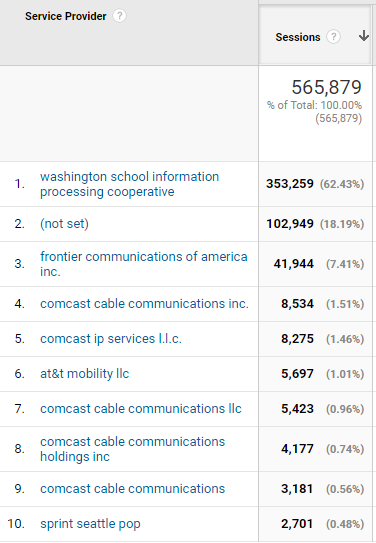 Service Provider ?
Sessions ?
565,879
% of Total: 100.00%
(565,879)
1. washington school information
processing cooperative
353,259 (62.43%)
2. (not set) 102,949 (18.19%)
3. frontier communications of america
inc.
41,944 (7.41%)
4. comcast cable communications inc. 8,534 (1.51%)
5. comcast ip services l.l.c. 8,275 (1.46%)
6. at&t mobility llc 5,697 (1.01%)
7. comcast cable communications llc 5,423 (0.96%)
8. comcast cable communications
holdings inc
4,177 (0.74%)
9. comcast cable communications 3,181 (0.56%)
10. sprint seattle pop 2,701 (0.48%)